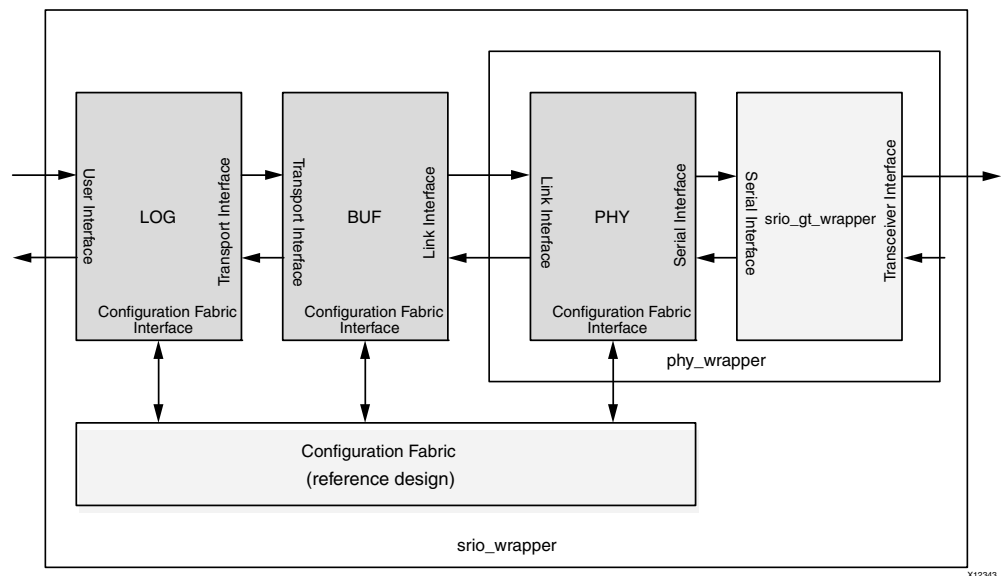 User Interface
LOG
Transport Interface
Configuration Fabric
Interface
Transport Interface
BUF
Link Interface
Configuration Fabric
Interface
Link Interface
PHY
Serial Interface
Configuration Fabric
Interface
Serial Interface
srio_gt_wrapper
Transceiver Interface
phy_wrapper
Configuration Fabric
(reference design)
srio_wrapper
X12343